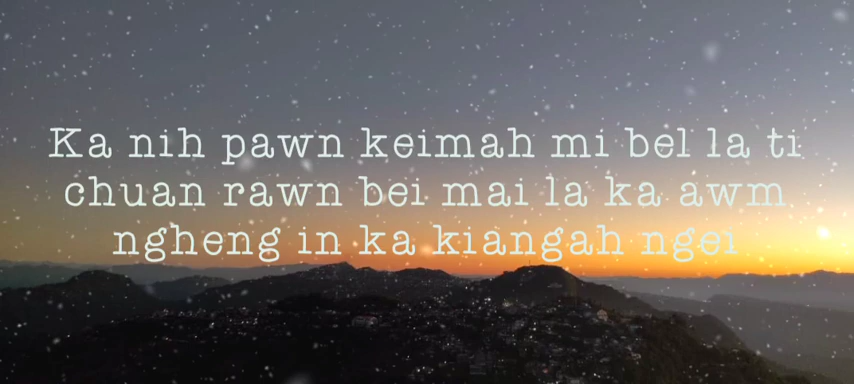 Ka nih pawn keimah mi bel la ti
chuan rawn bei mai la ka awm
ngheng in ka kiangah ngei